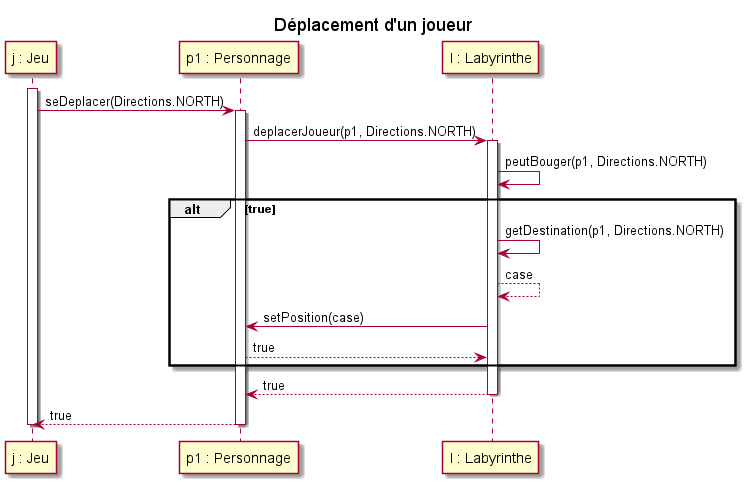 Déplacement d'un joueur
j : Jeu
p1 : Personnage
l : Labyrinthe
seDeplacer(Directions.NORTH)
deplacerJoueur(p1, Directions.NORTH)
peutBouger(p1, Directions.NORTH)
alt
[true]
getDestination(p1, Directions.NORTH)
case
setPosition(case)
true
true
true
j : Jeu
p1 : Personnage
l : Labyrinthe